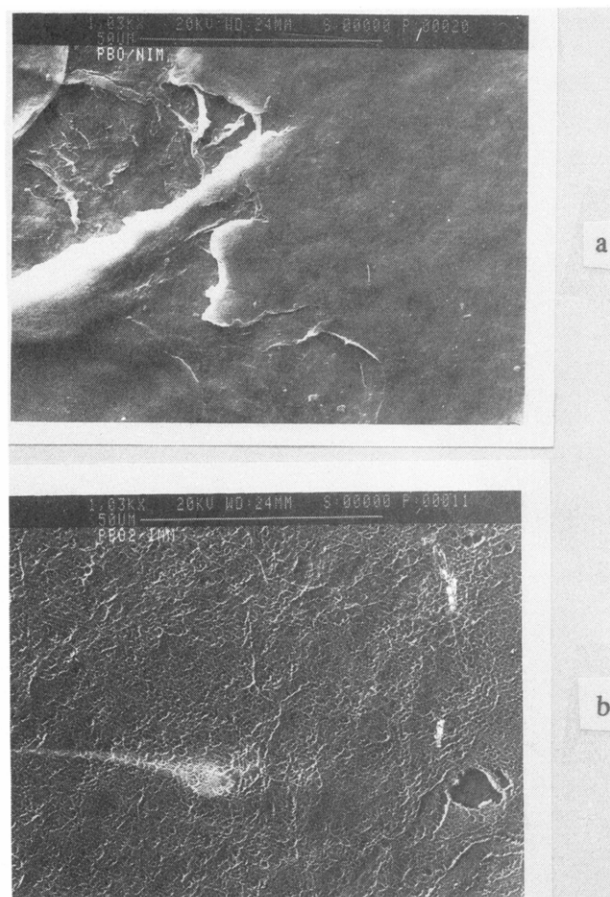 1.03KX 20KV WD:24MM S:00000 P:00020
50UM
PBO/NIM
a
1.03KX 20KV WD:24MM S:00000 P:00011
50UM
PBO2/IMM
b